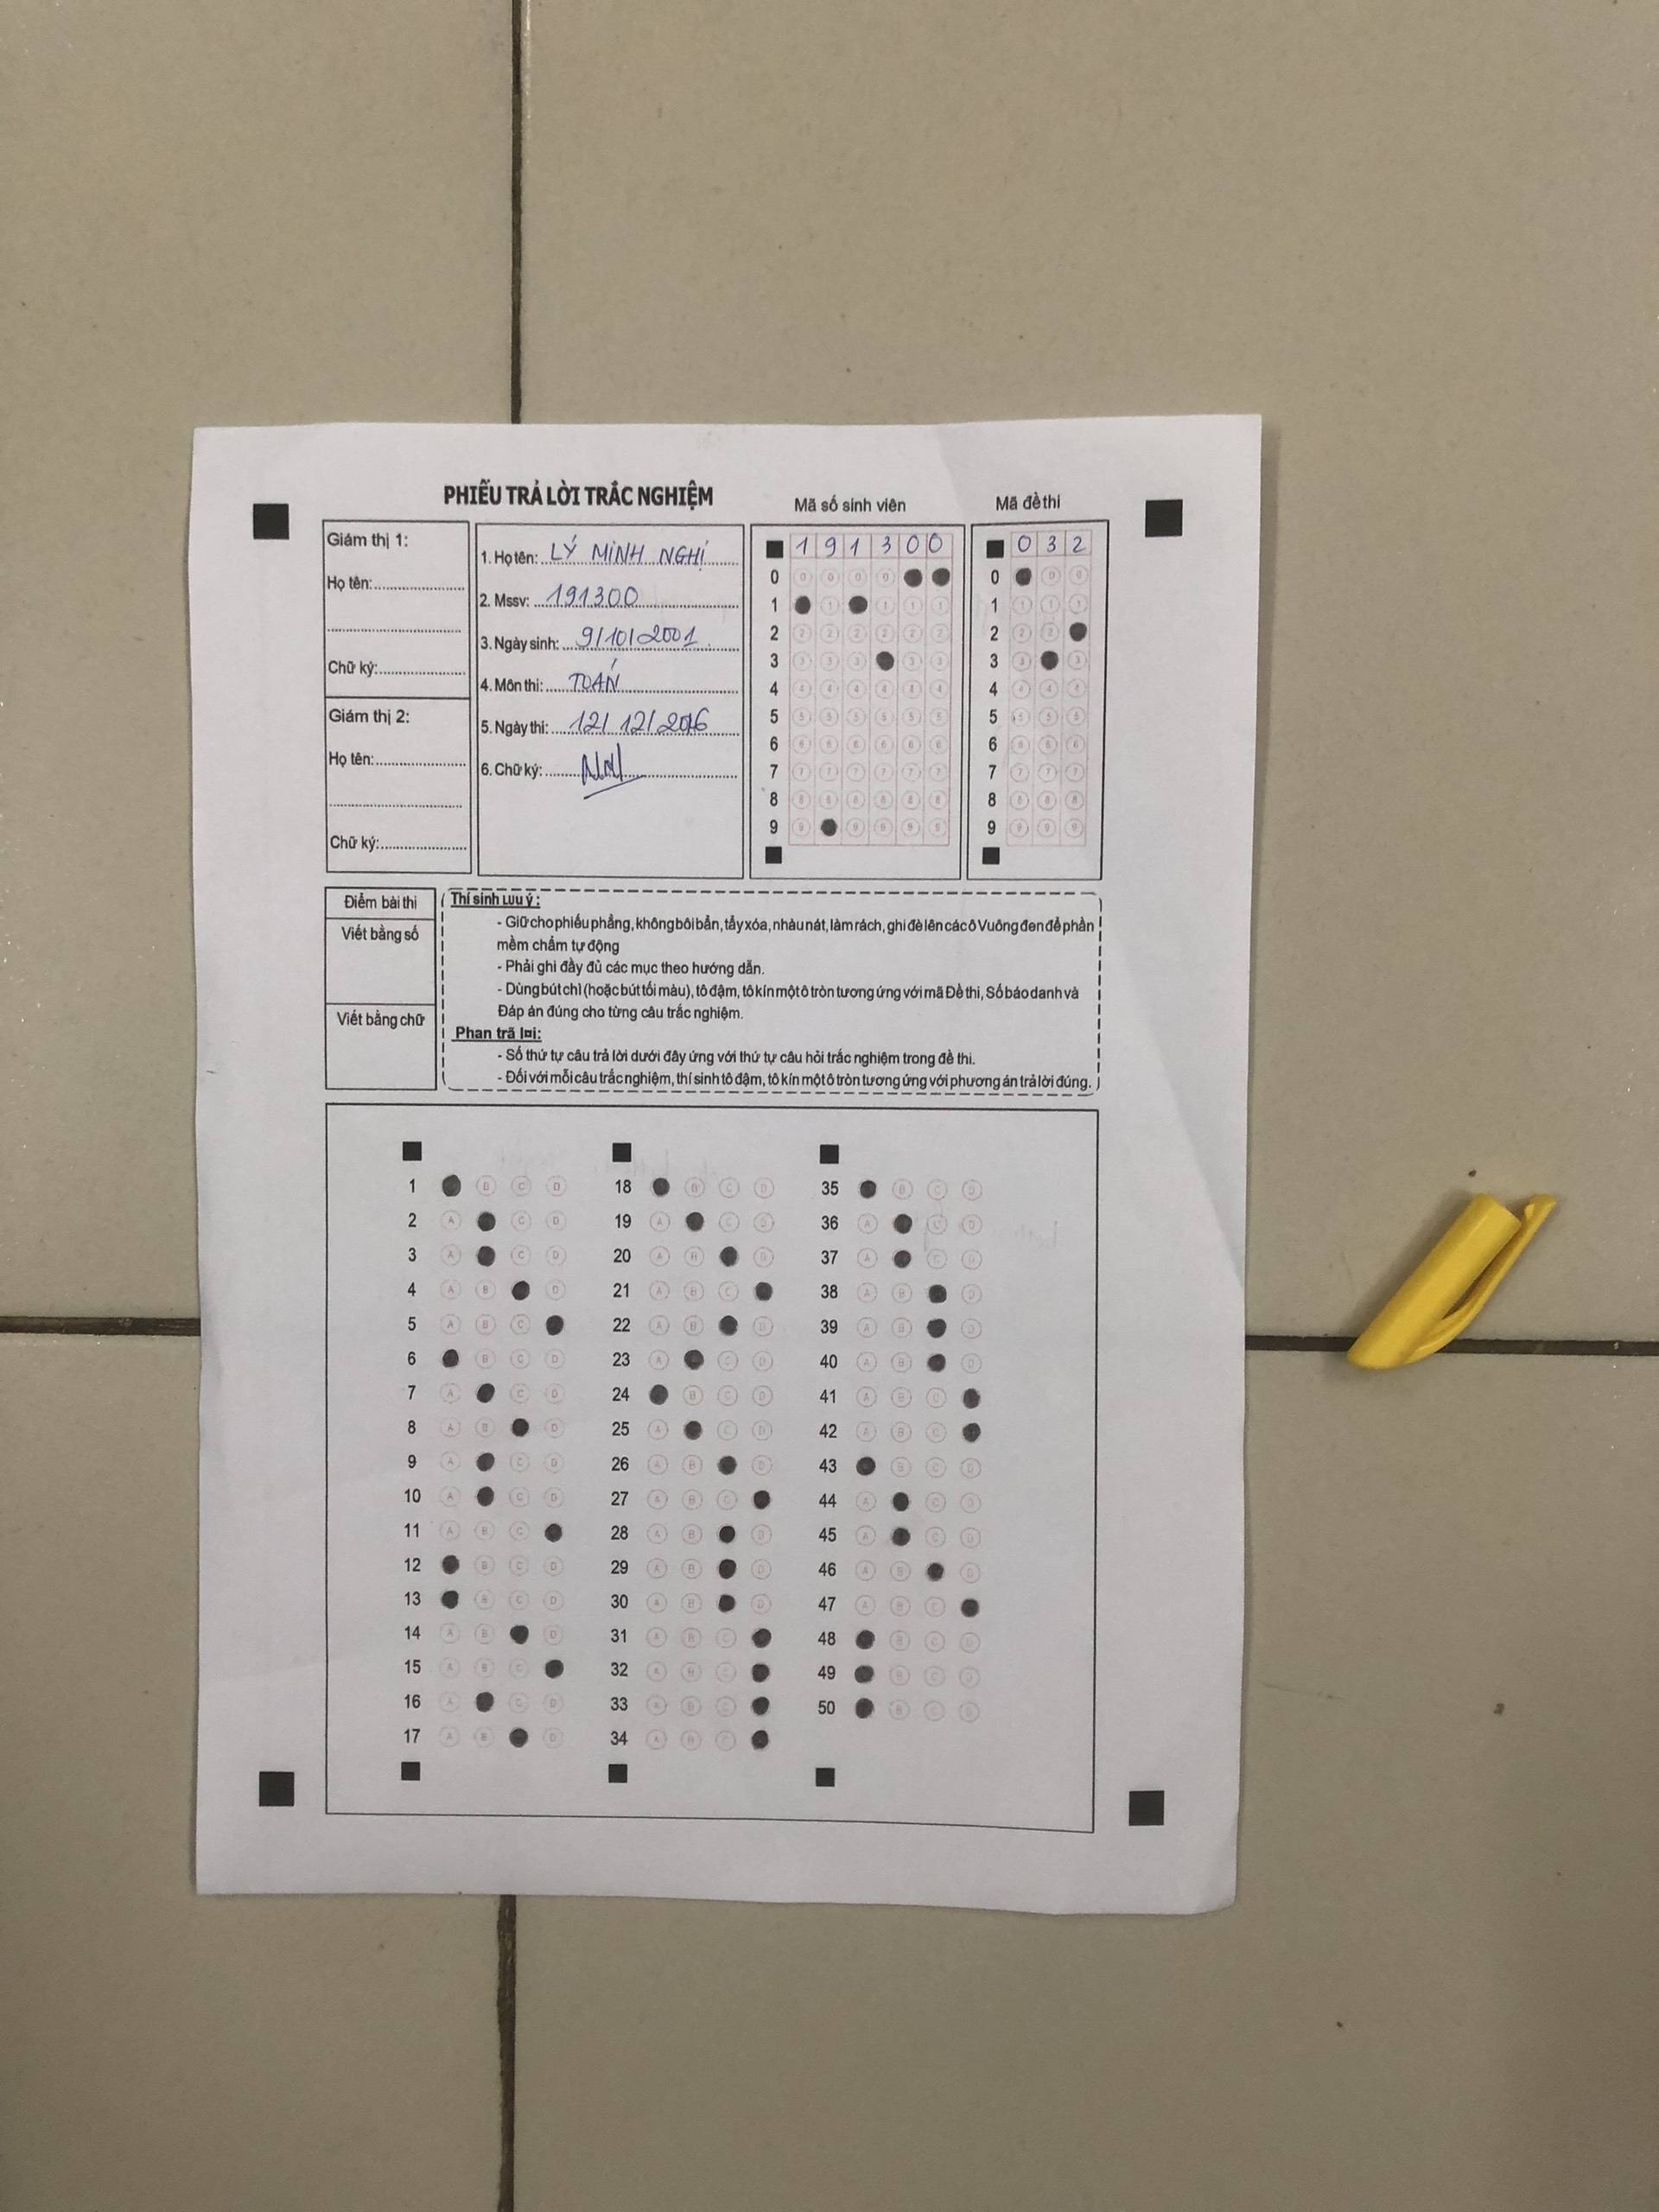 PHIẾU TRẢ LỜI TRẮC NGHIỆM
Mã số sinh viên
Mã đề thi
Giám thị 1:
Họ tên:
Chữ ký:
Giám thị 2:
Họ tên:
Chữ ký:
1. Họ tên: LÝ MINH NGHỊ
2. Mssv: 191300
3. Ngày sinh: 9/10/2001
4. Môn thi: TOÁN
5. Ngày thi: 12/12/2016
6. Chữ ký:
1 9 1 3 0 0
0
1
2
3
4
5
6
7
8
9
0 3 2
0
1
2
3
4
5
6
7
8
9
Điểm bài thi
Viết bằng số
Viết bằng chữ
Thí sinh Lưu ý:
- Giữ cho phiếu phẳng, không bôi bẩn, tẩy xóa, nhàu nát, làm rách, ghi đè lên các ô Vuông đen để phần
mềm chấm tự động
- Phải ghi đầy đủ các mục theo hướng dẫn.
- Dùng bút chì (hoặc bút tối màu), tô đậm, tô kín một ô tròn tương ứng với mã Đề thi, Số báo danh và
Đáp án đúng cho từng câu trắc nghiệm.
Phan trã lơi:
- Số thứ tự câu trả lời dưới đây ứng với thứ tự câu hỏi trắc nghiệm trong đề thi.
- Đối với mỗi câu trắc nghiệm, thí sinh tô đậm, tô kín một ô tròn tương ứng với phương án trả lời đúng.
1 B C D
2 A C D
3 A C D
4 A B D
5 A B C
6 B C D
7 A C D
8 A B D
9 A C D
10 A C D
11 A B C
12 B C D
13 B C D
14 A B D
15 A B C
16 A C D
17 A B D
18 B C D
19 A C D
20 A B D
21 A B C
22 A B D
23 A C D
24 B C D
25 A C D
26 A B D
27 A B C
28 A B D
29 A B D
30 A B D
31 A B C
32 A B C
33 A B C
34 A B C
35 B C D
36 A C D
37 A C D
38 A B D
39 A B D
40 A B D
41 A B C
42 A B C
43 B C D
44 A C D
45 A C D
46 A B D
47 A B C
48 B C D
49 B C D
50 B C D